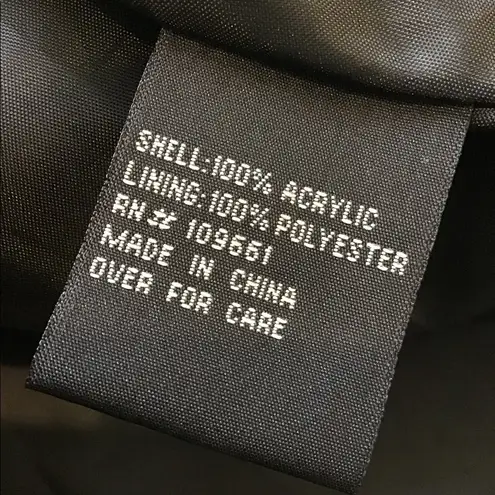 SHELL:100% ACRYLIC
LINING:100% POLYESTER
RN# 109661
MADE IN CHINA
OVER FOR CARE